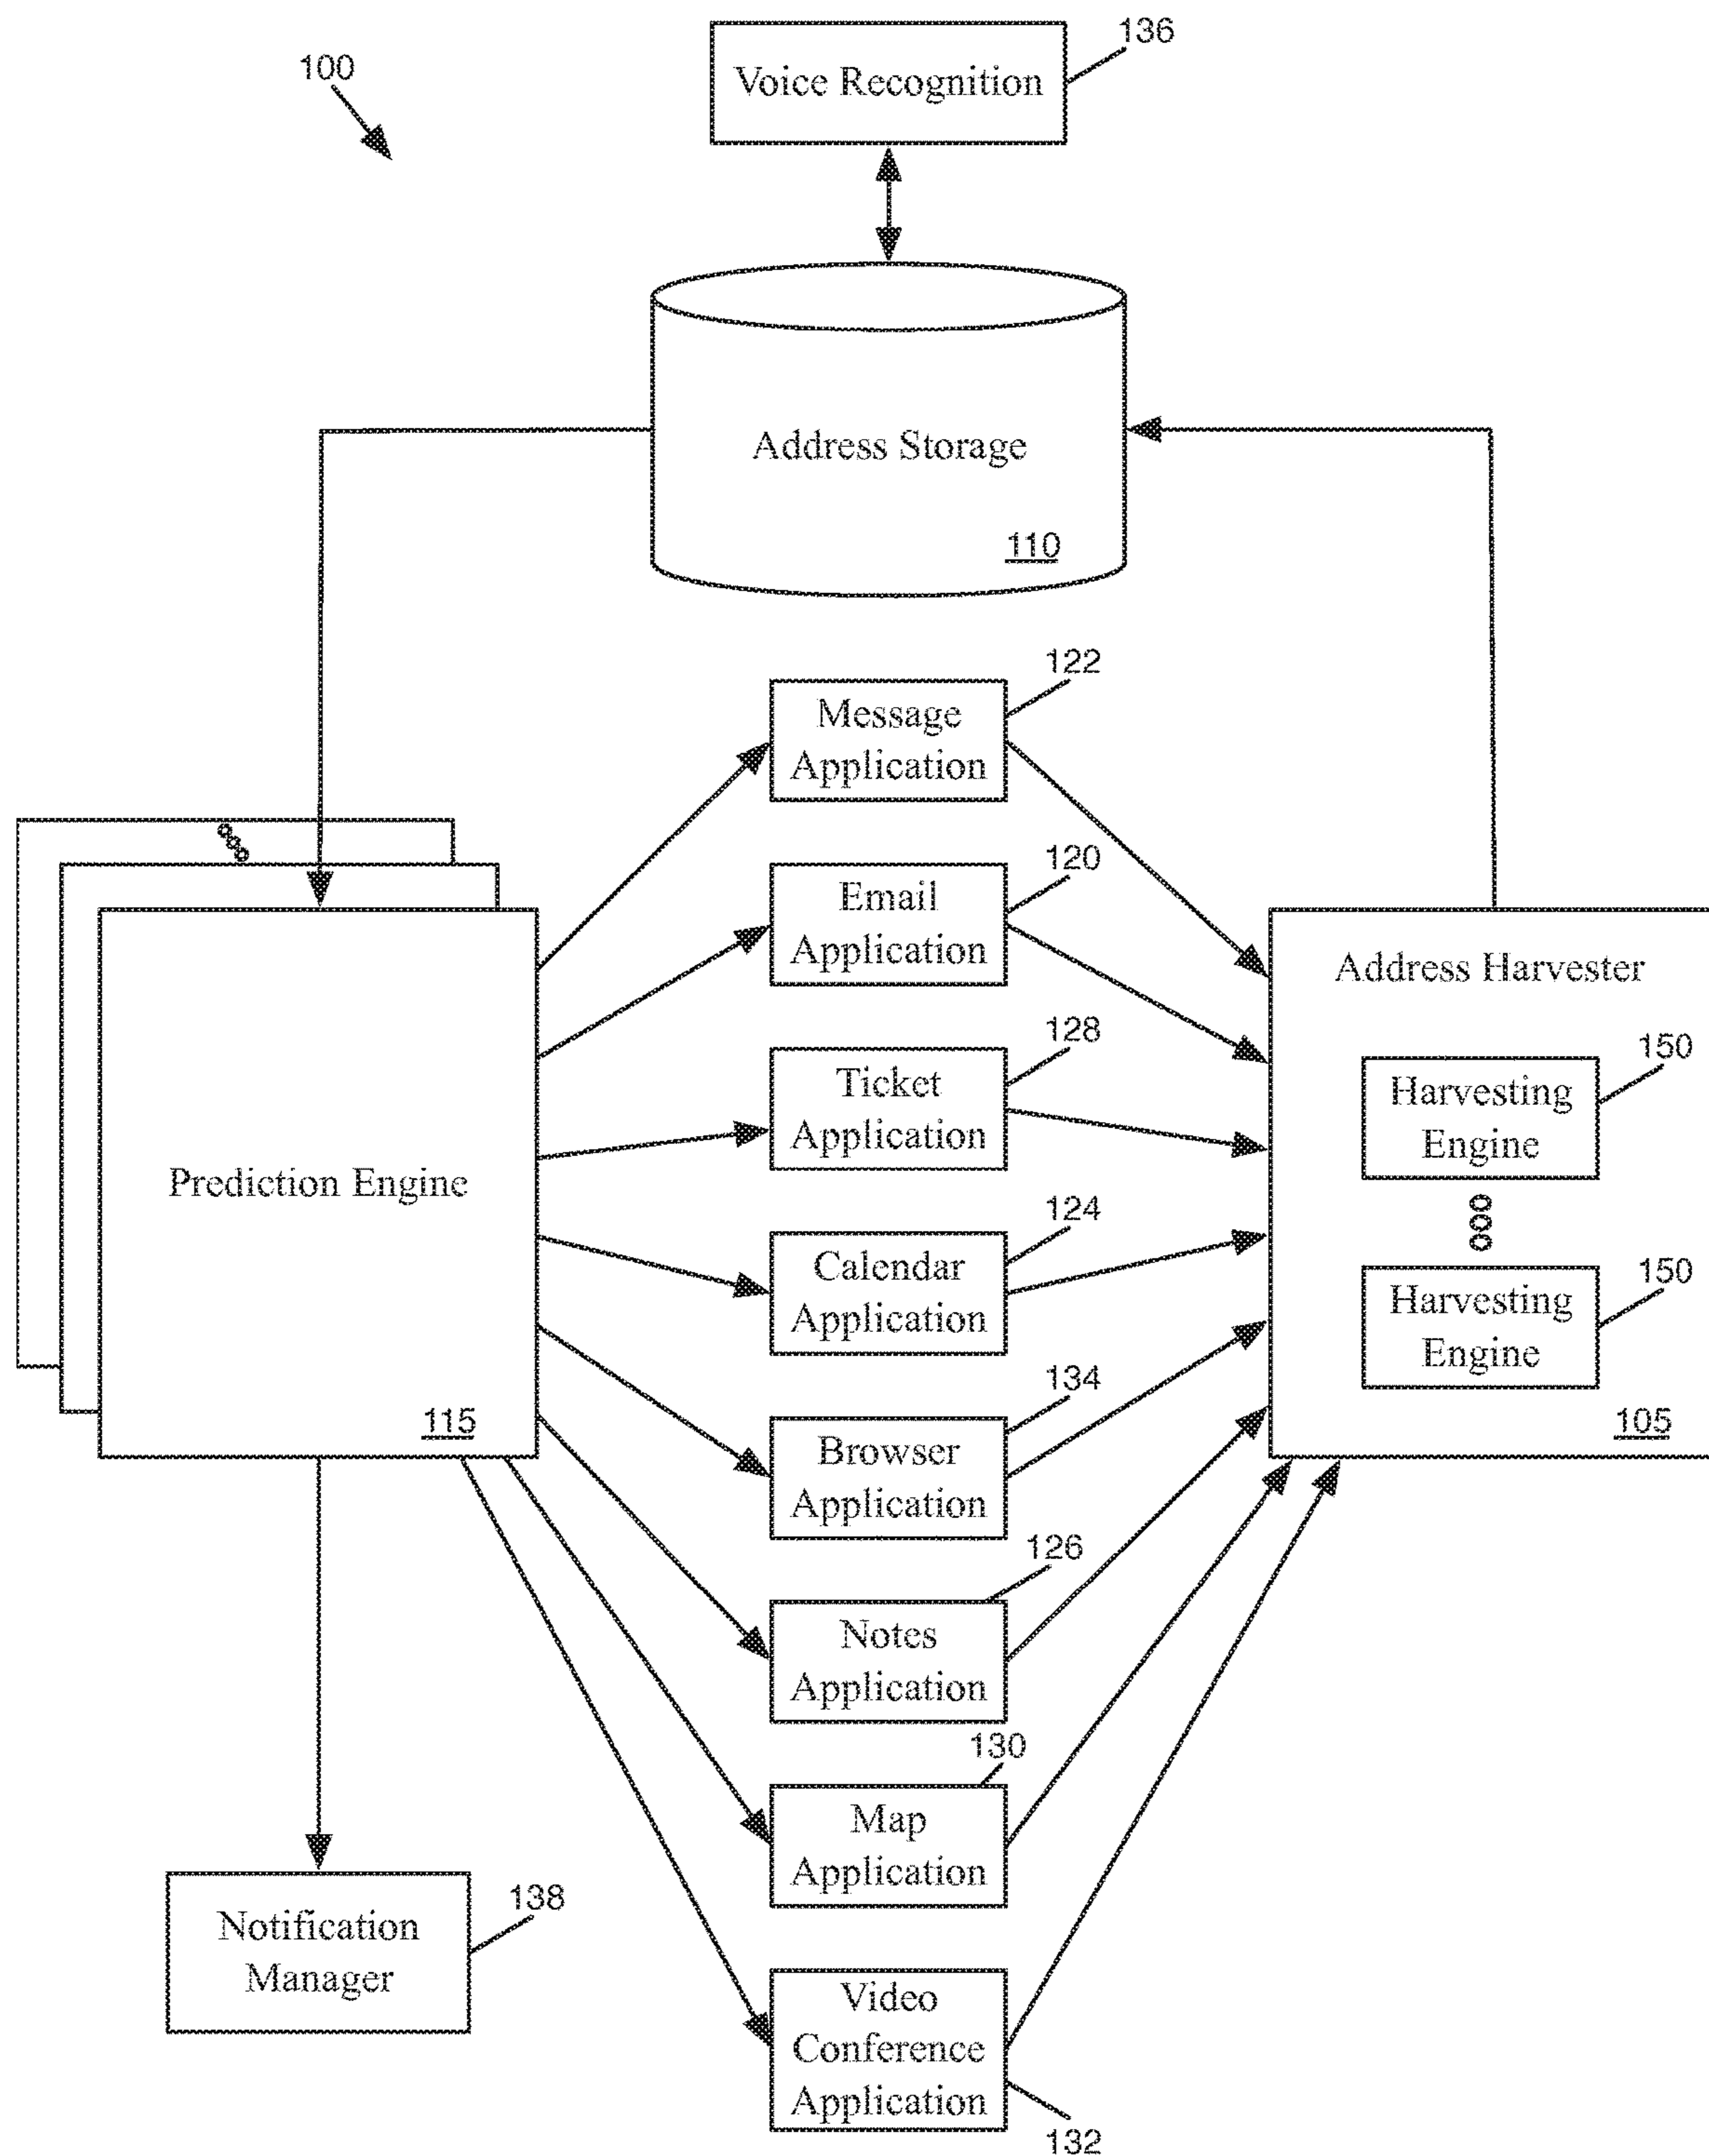 136
Voice Recognition
100
Address Storage
110
122
Message
Application
120
Email
Application
Address Harvester
128
Ticket
Application
150
Harvesting
Engine
Prediction Engine
124
Calendar
Application
150
Harvesting
Engine
134
Browser
Application
115
105
126
Notes
Application
130
Map
Application
138
Notification
Manager
Video
Conference
Application
132